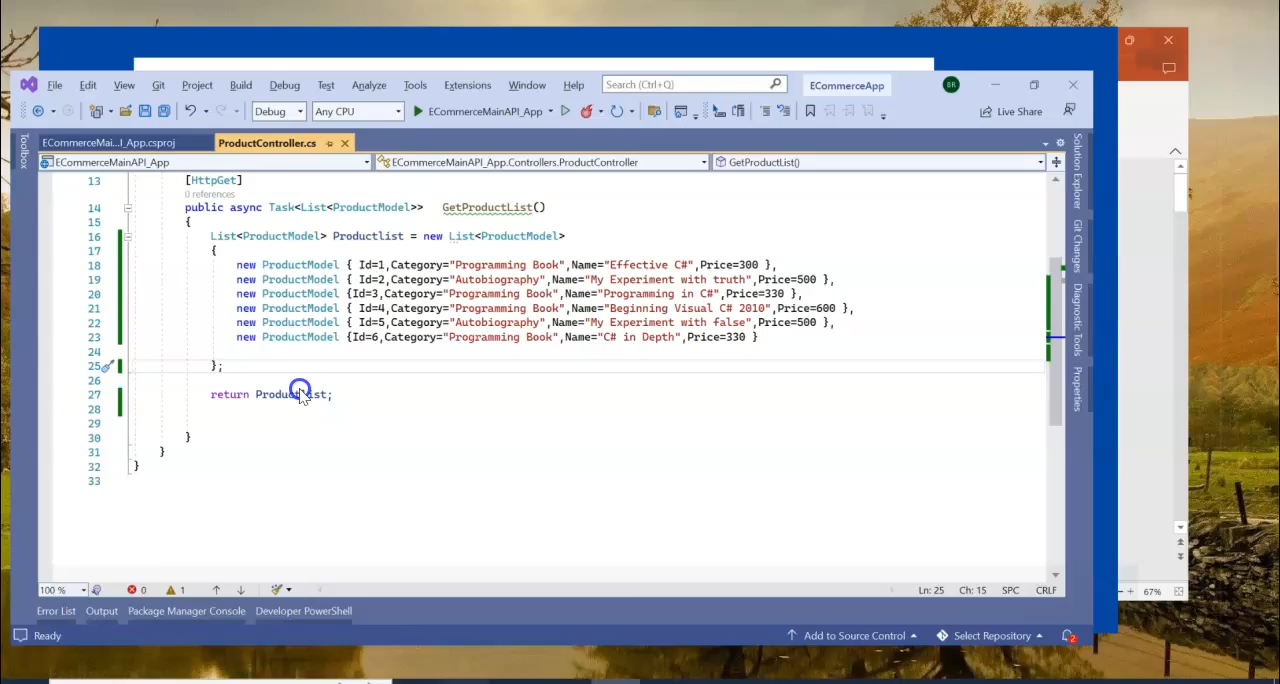 File Edit View Git Project Build Debug Test Analyze Tools Extensions Window Help Search (Ctrl+Q) ECommerceApp BR
Debug Any CPU ECommerceMainAPI_App Live Share
Toolbox
ECommerceMai...I_App.csproj ProductController.cs
ECommerceMainAPI_App ECommerceMainAPI_App.Controllers.ProductController GetProductList()
13 [HttpGet]
0 references
14 public async Task<List<ProductModel>> GetProductList()
15 {
16 List<ProductModel> Productlist = new List<ProductModel>
17 {
18 new ProductModel { Id=1,Category="Programming Book",Name="Effective C#",Price=300 },
19 new ProductModel { Id=2,Category="Autobiography",Name="My Experiment with truth",Price=500 },
20 new ProductModel {Id=3,Category="Programming Book",Name="Programming in C#",Price=330 },
21 new ProductModel { Id=4,Category="Programming Book",Name="Beginning Visual C# 2010",Price=600 },
22 new ProductModel { Id=5,Category="Autobiography",Name="My Experiment with false",Price=500 },
23 new ProductModel {Id=6,Category="Programming Book",Name="C# in Depth",Price=330 }
24
25 };
26
27 return Productlist;
28
29
30 }
31 }
32 }
33
Solution Explorer
Git Changes
Diagnostic Tools
Properties
100 % 0 1 Ln: 25 Ch: 15 SPC CRLF
67%
Error List Output Package Manager Console Developer PowerShell
Ready Add to Source Control Select Repository 2